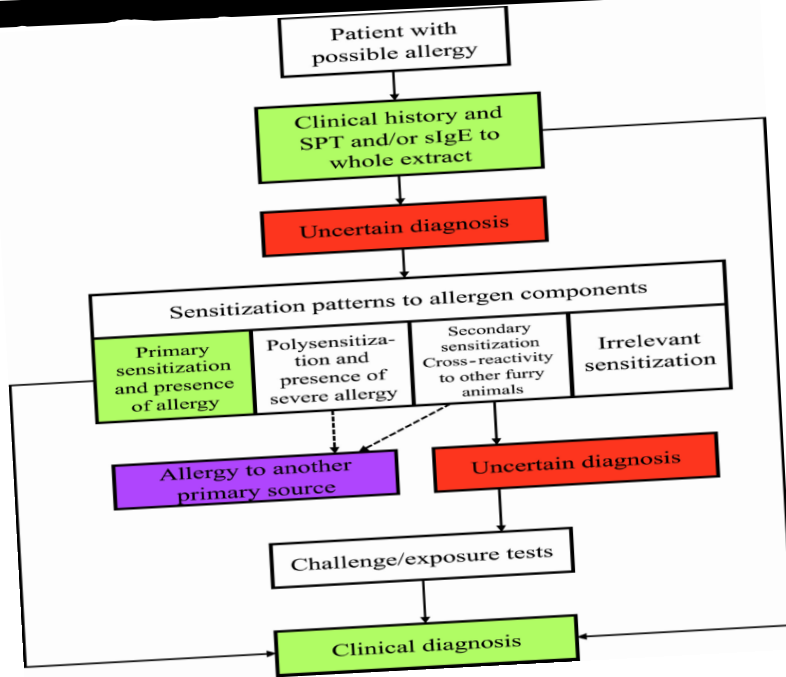 Patient with
possible allergy
Clinical history and
SPT and/or sIgE to
whole extract
Uncertain diagnosis
Sensitization patterns to allergen components
Primary
sensitization
and presence
of allergy
Polysensitiza-
tion and
presence of
severe allergy
Secondary
sensitization
Cross-reactivity
to other furry
animals
Irrelevant
sensitization
Allergy to another
primary source
Uncertain diagnosis
Challenge/exposure tests
Clinical diagnosis